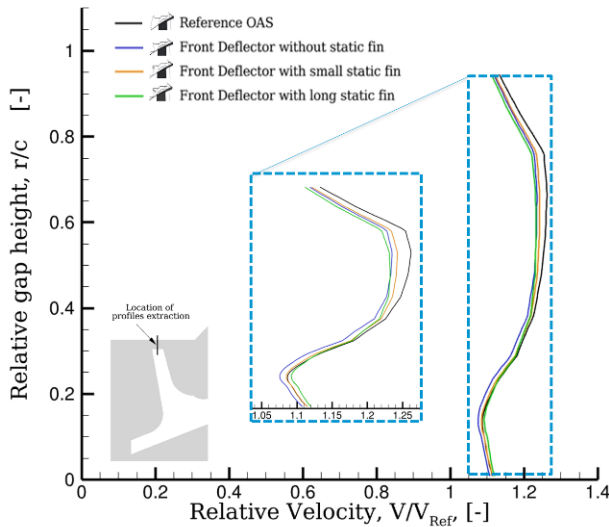 Reference OAS
Front Deflector without static fin
Front Deflector with small static fin
Front Deflector with long static fin
Relative gap height, r/c [-]
1
0.8
0.6
0.4
0.2
0
Location of
profiles extraction
1.05 1.1 1.15 1.2 1.25
0 0.2 0.4 0.6 0.8 1 1.2 1.4
Relative Velocity, V/V_Ref, [-]